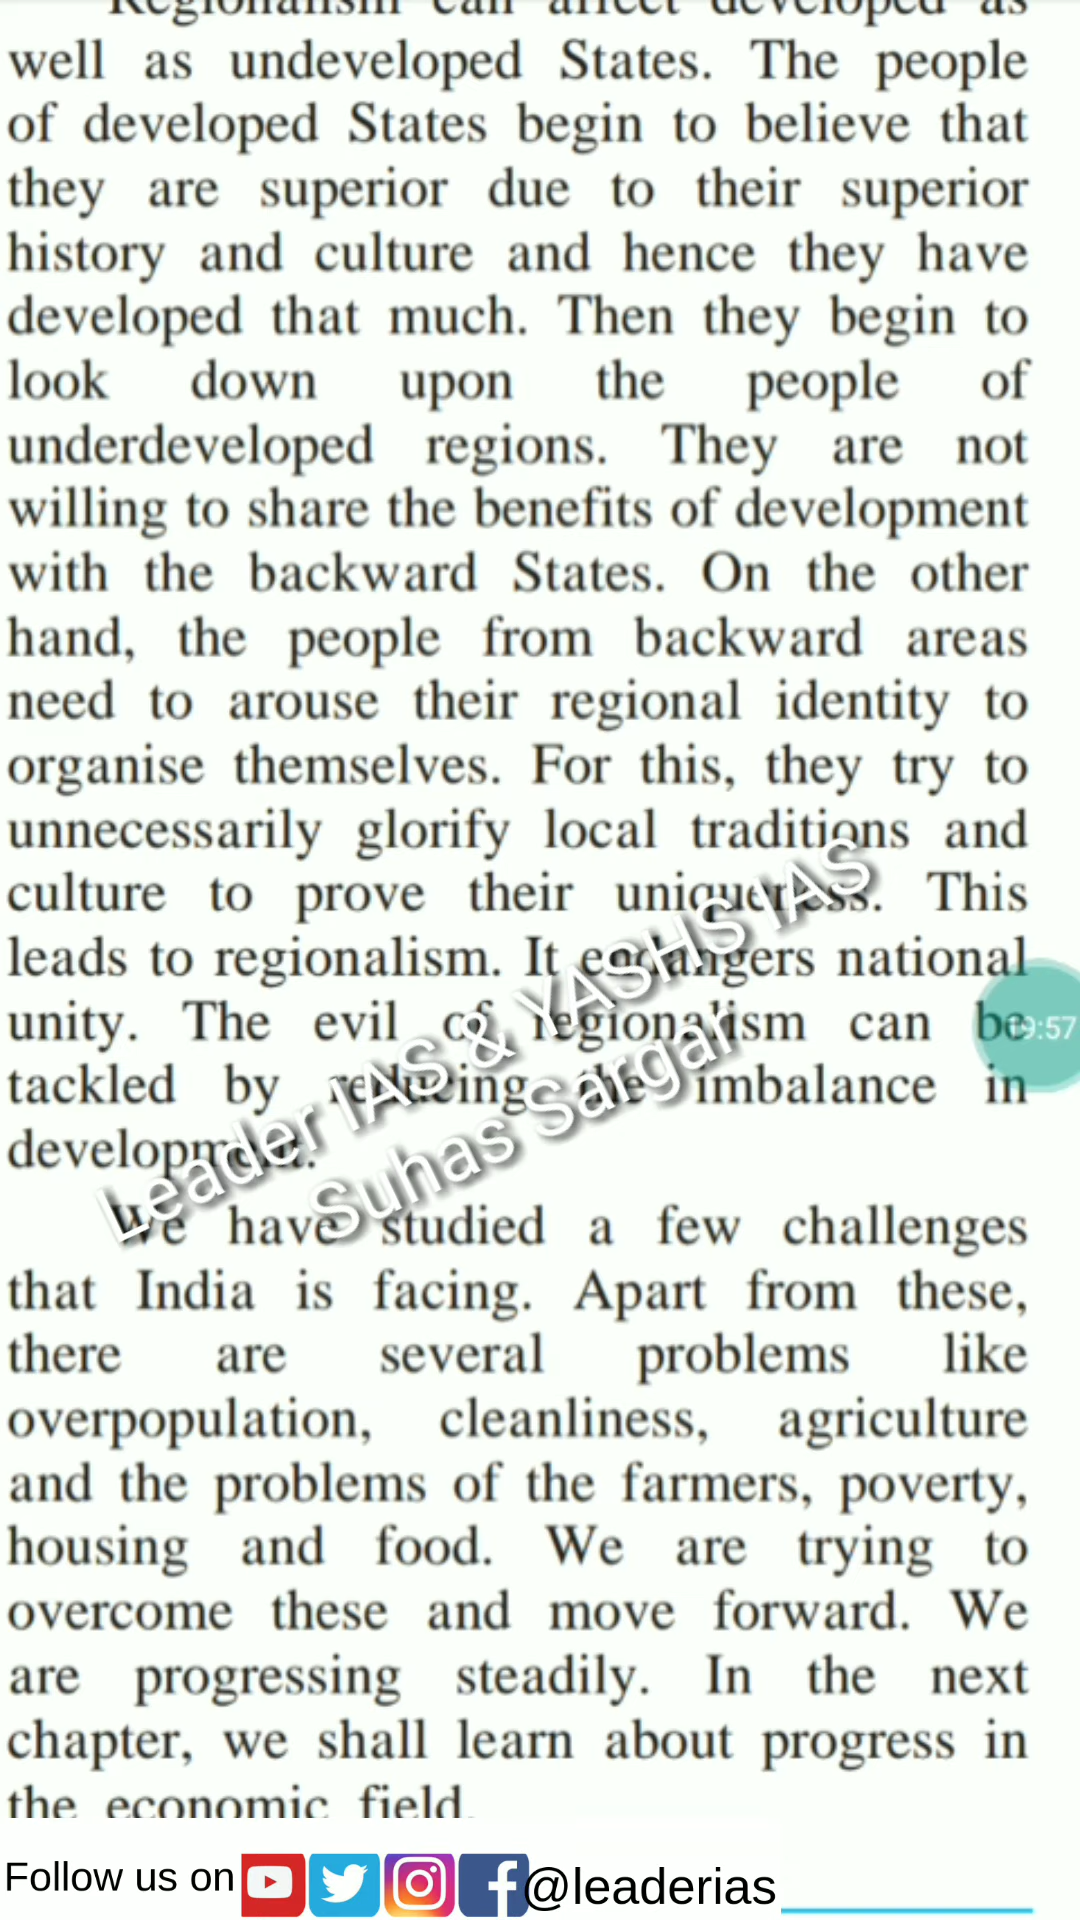 Regionalism can affect developed as
well as undeveloped States. The people
of developed States begin to believe that
they are superior due to their superior
history and culture and hence they have
developed that much. Then they begin to
look down upon the people of
underdeveloped regions. They are not
willing to share the benefits of development
with the backward States. On the other
hand, the people from backward areas
need to arouse their regional identity to
organise themselves. For this, they try to
unnecessarily glorify local traditions and
culture to prove their uniqueness. This
leads to regionalism. It endangers national
unity. The evil of regionalism can be
tackled by reducing the imbalance in
development.
We have studied a few challenges
that India is facing. Apart from these,
there are several problems like
overpopulation, cleanliness, agriculture
and the problems of the farmers, poverty,
housing and food. We are trying to
overcome these and move forward. We
are progressing steadily. In the next
chapter, we shall learn about progress in
the economic field.
Leader IAS & YASHS IAS
Suhas Sargar
19:57
Follow us on @leaderias